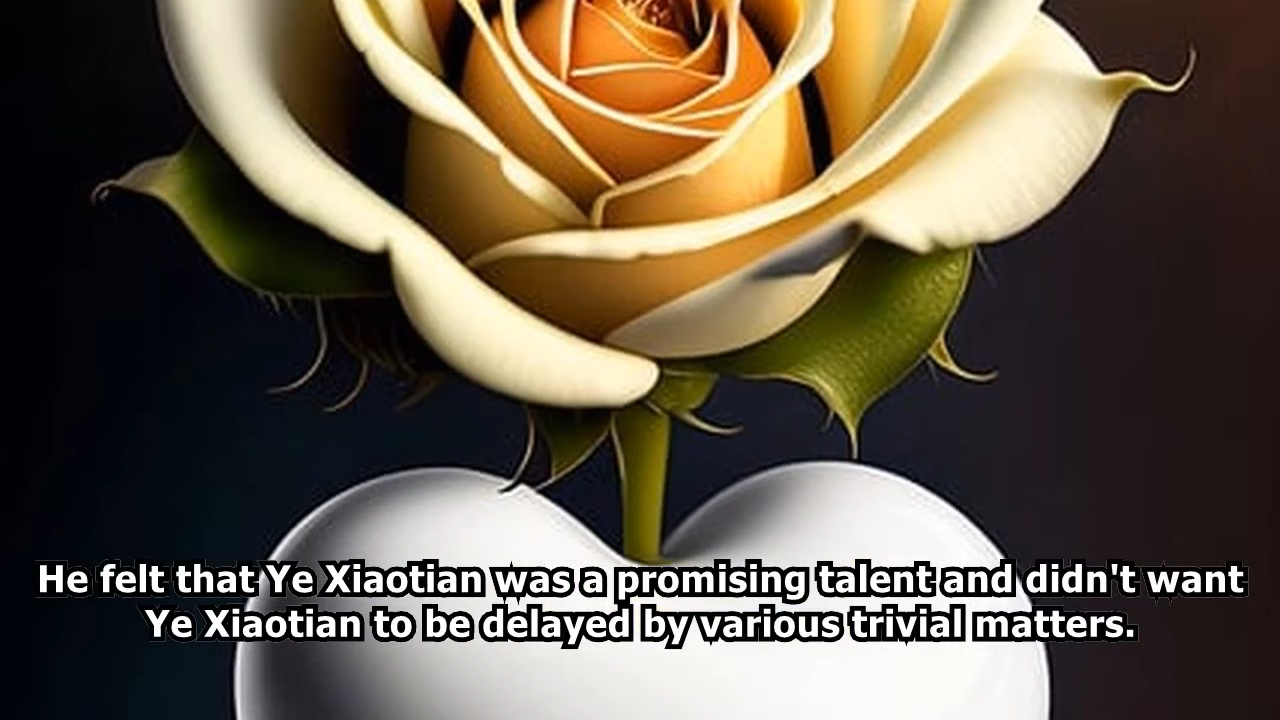 He felt that Ye Xiaotian was a promising talent and didn't want
Ye Xiaotian to be delayed by various trivial matters.